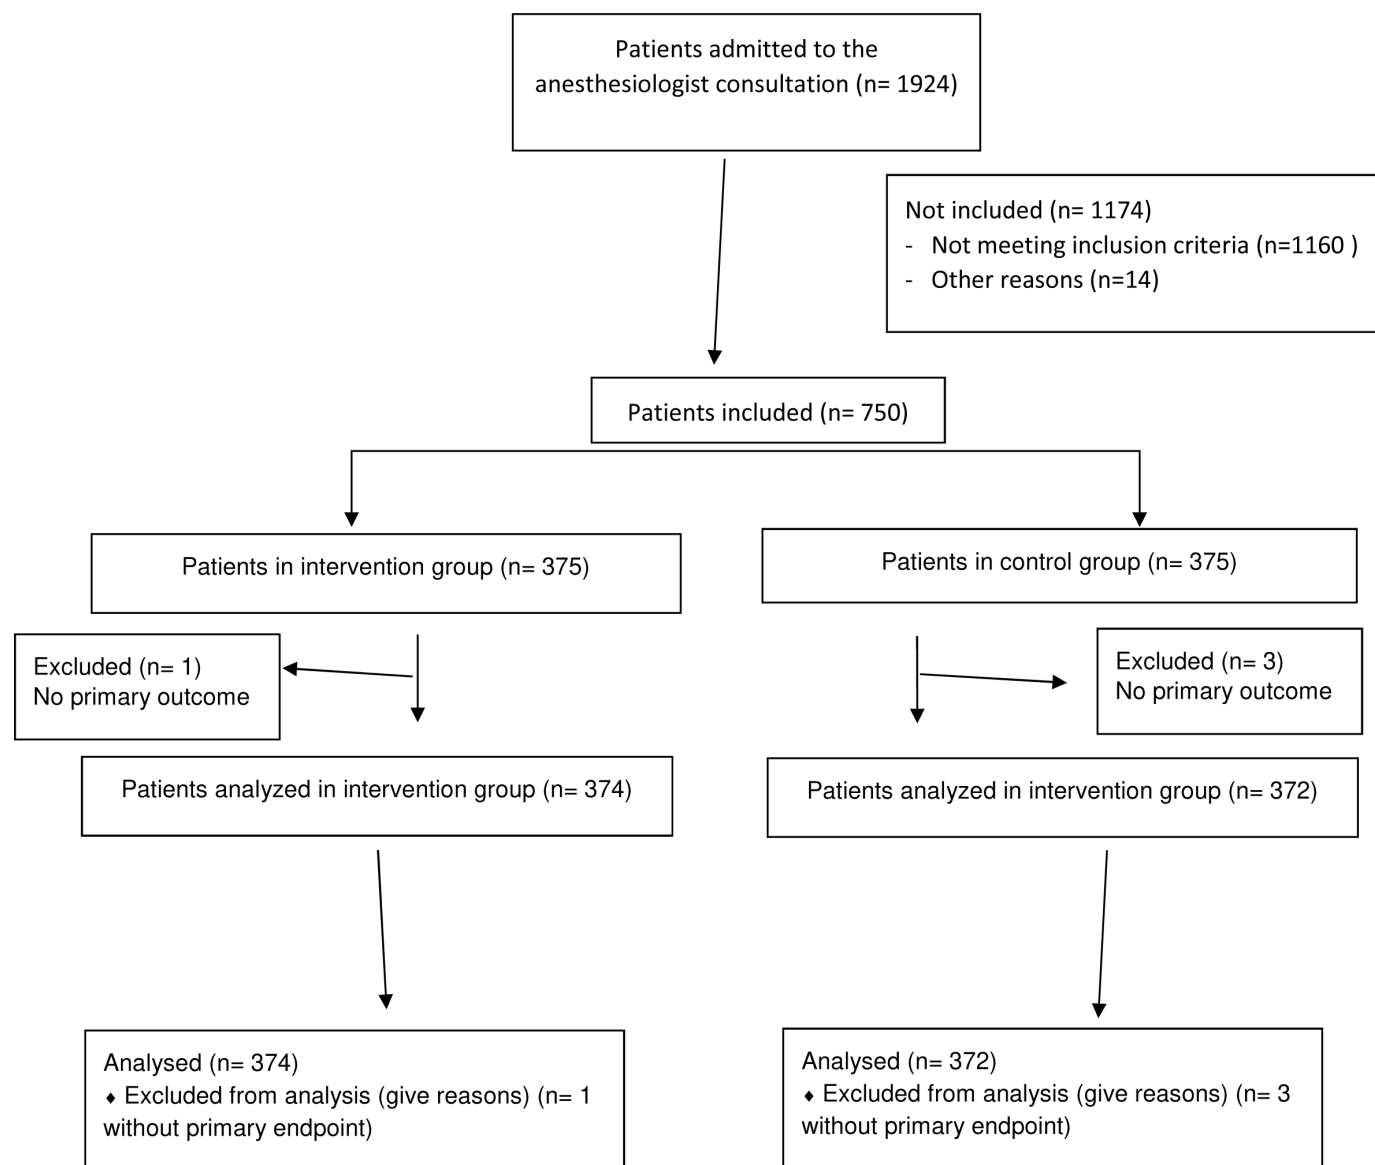 Patients admitted to the
anesthesiologist consultation (n= 1924)
Not included (n= 1174)
- Not meeting inclusion criteria (n=1160 )
- Other reasons (n=14)
Patients included (n= 750)
Patients in intervention group (n= 375)
Patients in control group (n= 375)
Excluded (n= 1)
No primary outcome
Excluded (n= 3)
No primary outcome
Patients analyzed in intervention group (n= 374)
Patients analyzed in intervention group (n= 372)
Analysed (n= 374)
♦ Excluded from analysis (give reasons) (n= 1
without primary endpoint)
Analysed (n= 372)
♦ Excluded from analysis (give reasons) (n= 3
without primary endpoint)